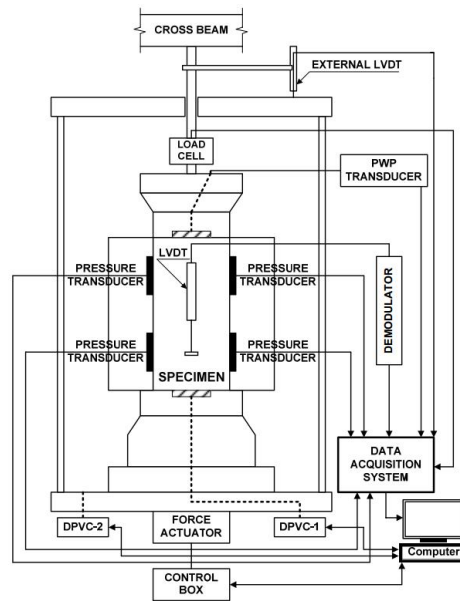 CROSS BEAM
EXTERNAL LVDT
LOAD
CELL
PWP
TRANSDUCER
LVDT
PRESSURE
TRANSDUCER
PRESSURE
TRANSDUCER
DEMODULATOR
PRESSURE
TRANSDUCER
PRESSURE
TRANSDUCER
SPECIMEN
DATA
ACQUISITION
SYSTEM
DPVC-2
FORCE
ACTUATOR
DPVC-1
Computer
CONTROL
BOX